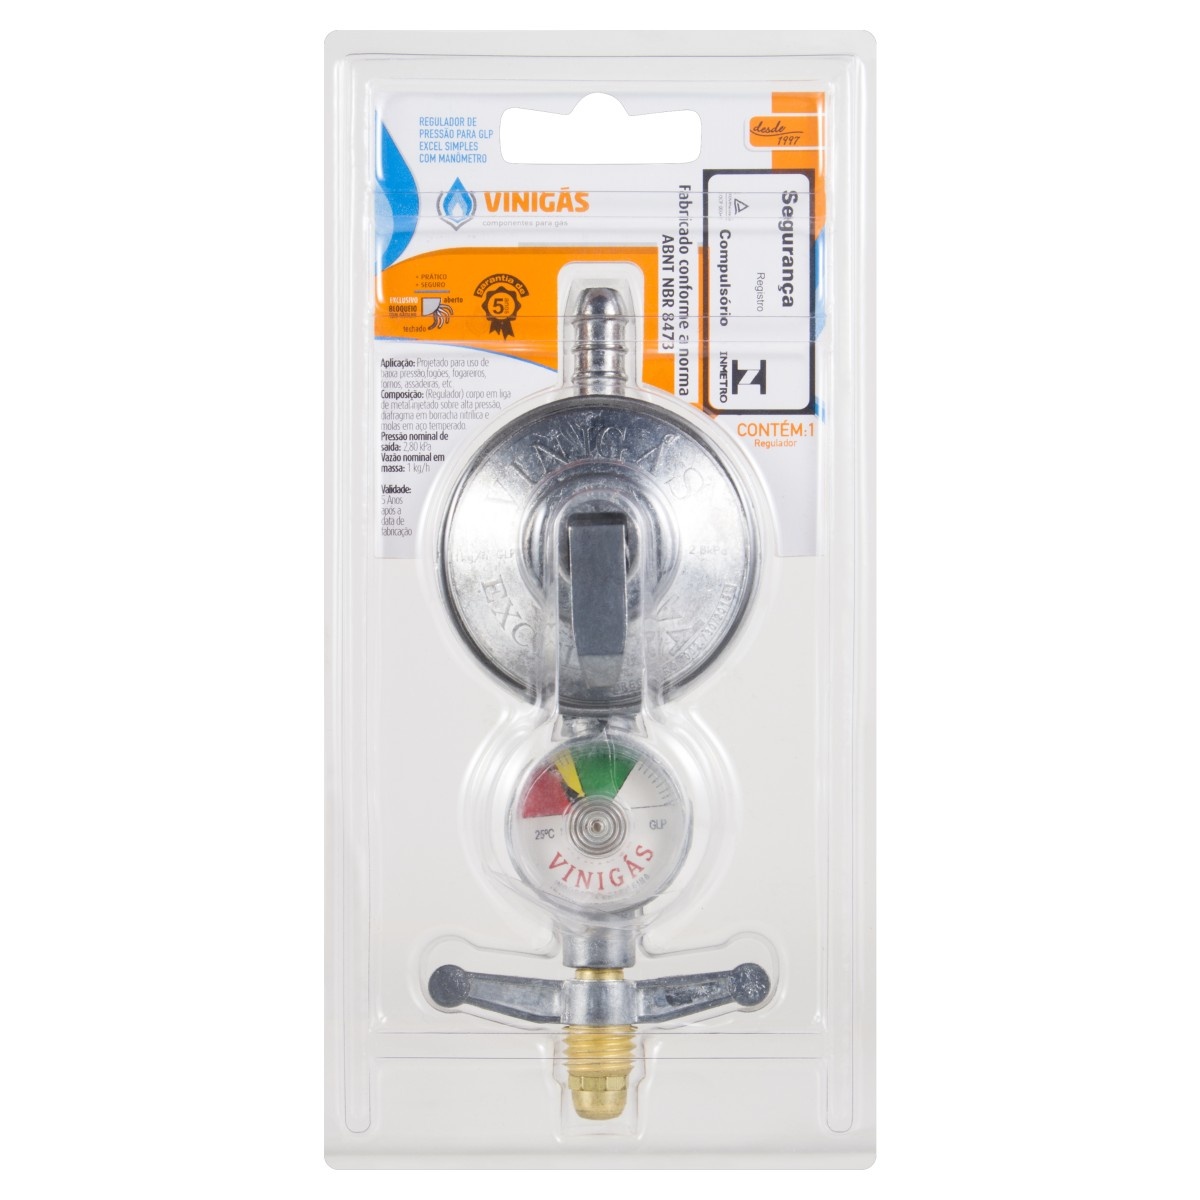 REGULADOR DE
PRESSÃO PARA GLP
EXCEL SIMPLES
COM MANÔMETRO
desde
1997
VINIGÁS
componentes para gás
Segurança
Registro
Compulsório
INMETRO
Fabricado conforme a norma
ABNT NBR 8473
• PRÁTICO
• SEGURO
EXCLUSIVO
BLOQUEIO
aberto
fechado
garantia de
5
anos
Aplicação: Projetado para uso de
baixa pressão,fogões, fogareiros,
fornos, assadeiras, etc.
Composição: (Regulador) corpo em liga
de metal injetado sobre alta pressão,
diafragma em borracha nitrílica e
molas em aço temperado.
Pressão nominal de
saída: 2,80 kPa
Vazão nominal em
massa: 1 kg/h
Validade:
5 Anos
após a
data de
fabricação
CONTÉM:1
Regulador
VINIGÁS
GLP
25ºC
GLP
VINIGÁS